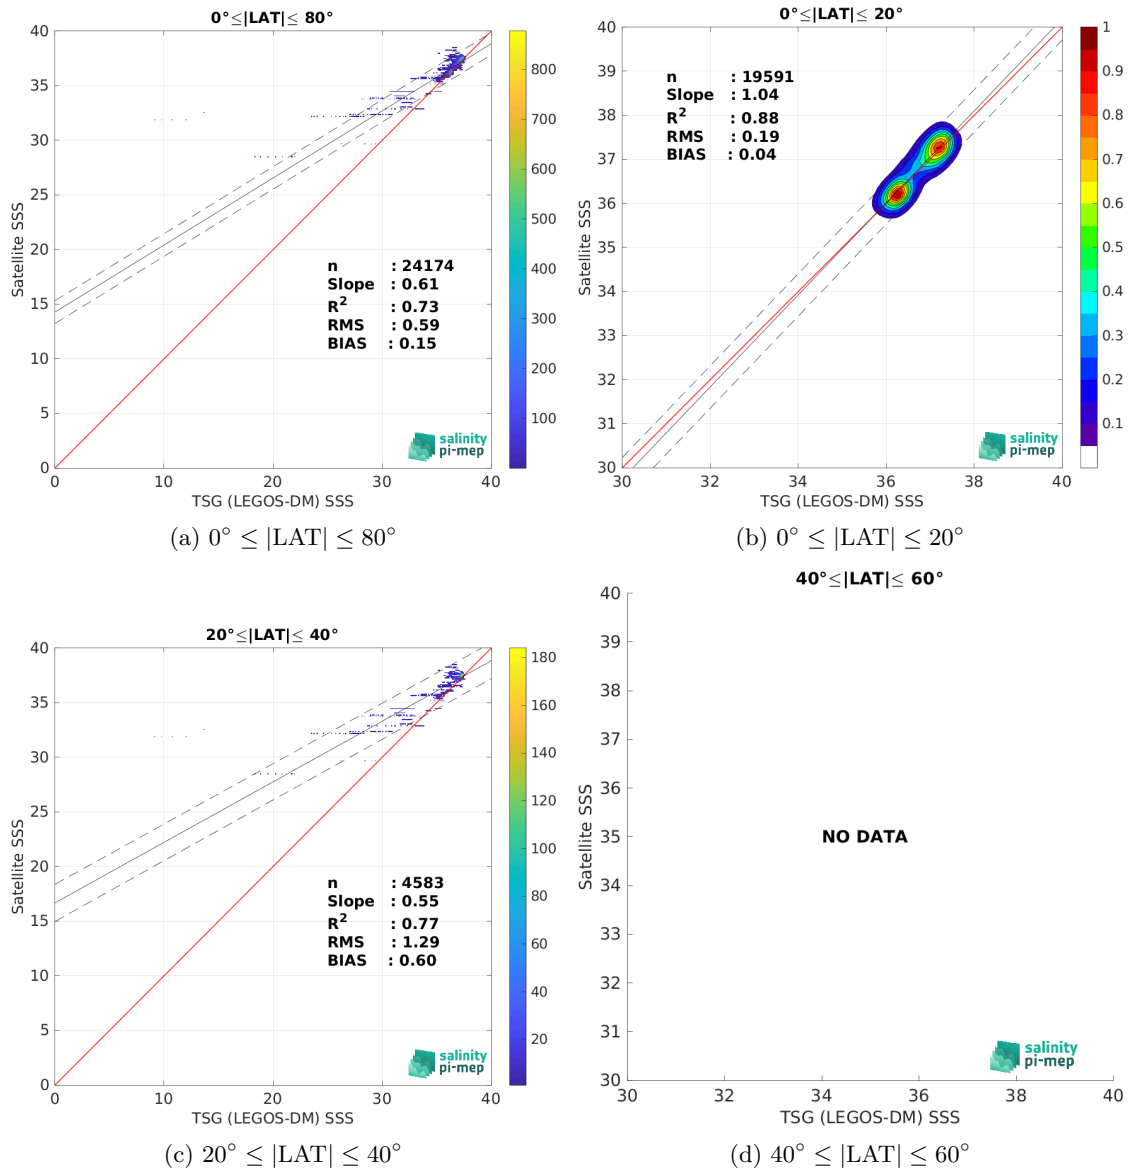 0°≤|LAT|≤ 80°
40
35
30
25
20
15
10
5
0
Satellite SSS
n : 24174
Slope : 0.61
R2 : 0.73
RMS : 0.59
BIAS : 0.15
salinity
pi-mep
0 10 20 30 40
TSG (LEGOS-DM) SSS
800
700
600
500
400
300
200
100
(a) 0° ≤ |LAT| ≤ 80°
0°≤|LAT|≤ 20°
40
39
38
37
36
35
34
33
32
31
30
Satellite SSS
n : 19591
Slope : 1.04
R2 : 0.88
RMS : 0.19
BIAS : 0.04
salinity
pi-mep
30 32 34 36 38 40
TSG (LEGOS-DM) SSS
1
0.9
0.8
0.7
0.6
0.5
0.4
0.3
0.2
0.1
(b) 0° ≤ |LAT| ≤ 20°
20°≤|LAT|≤ 40°
40
35
30
25
20
15
10
5
0
Satellite SSS
n : 4583
Slope : 0.55
R2 : 0.77
RMS : 1.29
BIAS : 0.60
salinity
pi-mep
0 10 20 30 40
TSG (LEGOS-DM) SSS
180
160
140
120
100
80
60
40
20
(c) 20° ≤ |LAT| ≤ 40°
40°≤|LAT|≤ 60°
40
39
38
37
36
35
34
33
32
31
30
Satellite SSS
NO DATA
salinity
pi-mep
30 32 34 36 38 40
TSG (LEGOS-DM) SSS
(d) 40° ≤ |LAT| ≤ 60°